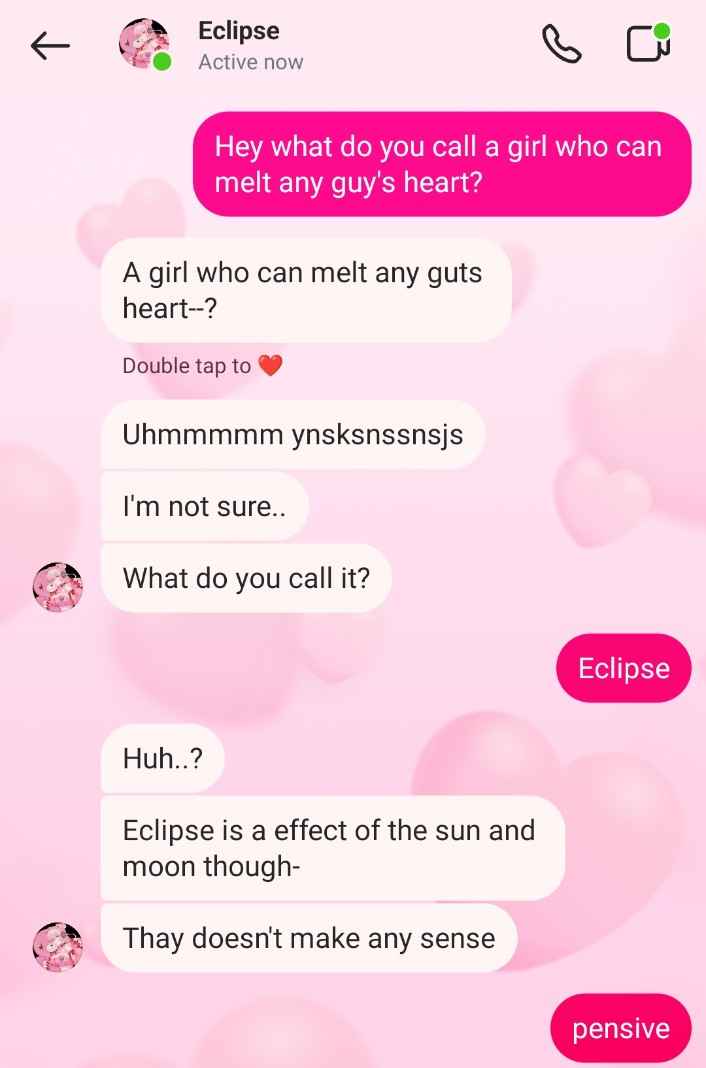 Eclipse
Active now
Hey what do you call a girl who can
melt any guy's heart?
A girl who can melt any guts
heart--?
Double tap to ❤️
Uhmmmmm ynsksnssnsjs
I'm not sure..
What do you call it?
Eclipse
Huh..?
Eclipse is a effect of the sun and
moon though-
Thay doesn't make any sense
pensive